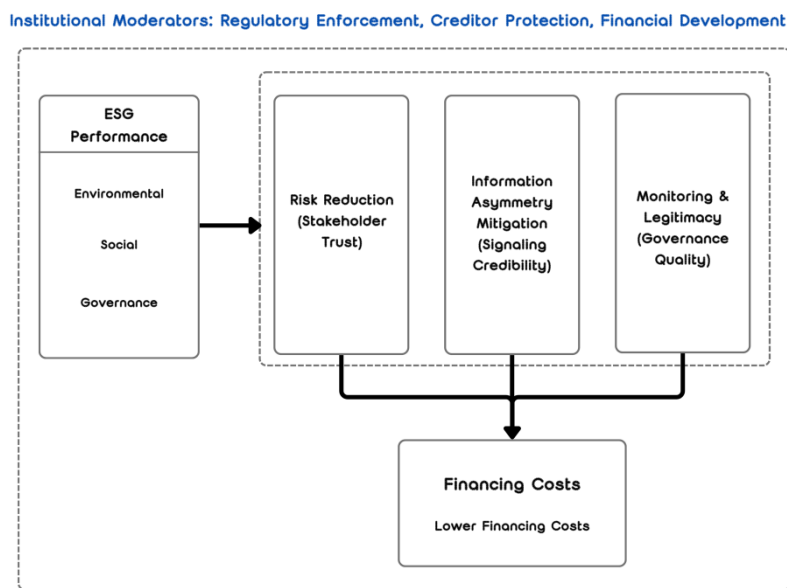 Institutional Moderators: Regulatory Enforcement, Creditor Protection, Financial Development
ESG
Performance
Environmental
Social
Governance
Risk Reduction
(Stakeholder
Trust)
Information
Asymmetry
Mitigation
(Signaling
Credibility)
Monitoring &
Legitimacy
(Governance
Quality)
Financing Costs
Lower Financing Costs